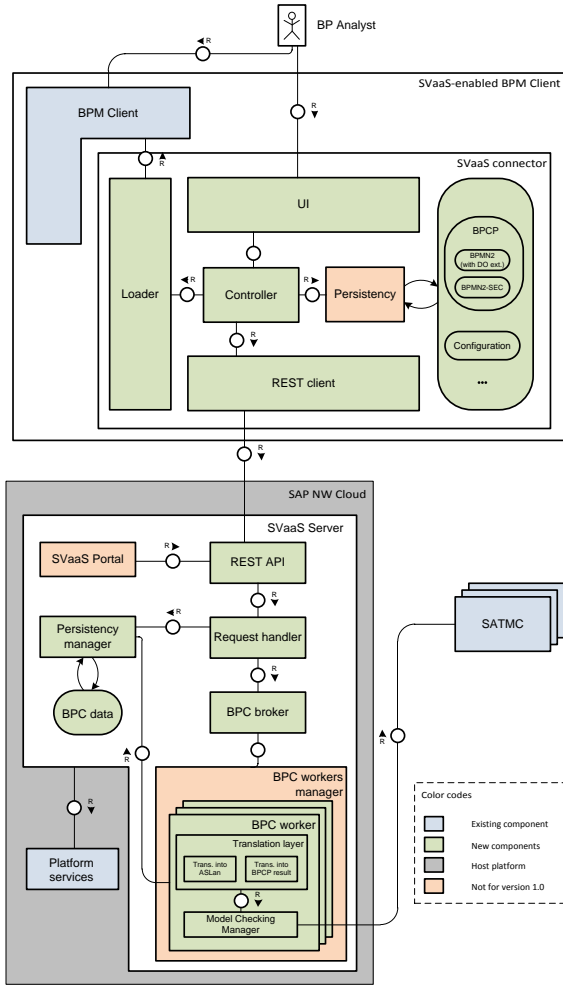 BP Analyst
R
R
SVaaS-enabled BPM Client
BPM Client
R
SVaaS connector
UI
BPCP
BPMN2
(with DO ext.)
BPMN2-SEC
Loader
R
Controller
R
Persistency
Configuration
...
R
REST client
R
SAP NW Cloud
SVaaS Server
SVaaS Portal
R
REST API
R
Persistency
manager
R
Request handler
SATMC
R
BPC data
BPC broker
R
R
BPC workers
manager
R
BPC worker
Translation layer
Platform
services
Trans. into
ASLan
Trans. into
BPCP result
R
Model Checking
Manager
Color codes
Existing component
New components
Host platform
Not for version 1.0